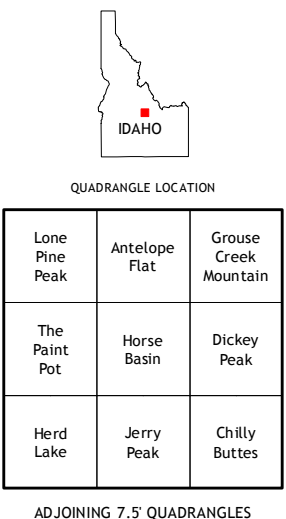 IDAHO
QUADRANGLE LOCATION
Lone
Pine
Peak
Antelope
Flat
Grouse
Creek
Mountain
The
Paint
Pot
Horse
Basin
Dickey
Peak
Herd
Lake
Jerry
Peak
Chilly
Buttes
ADJOINING 7.5' QUADRANGLES